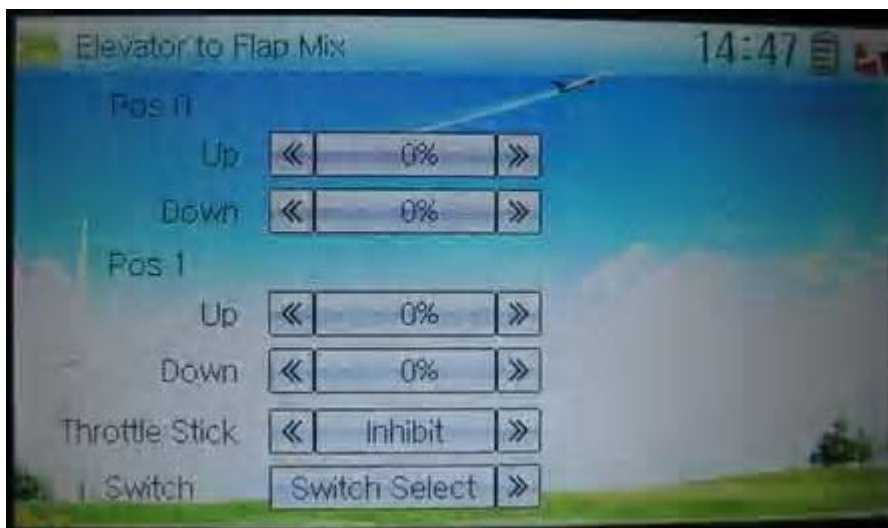 Elevator to Flap Mix 14:47
Pos 0
Up « 0% »
Down « 0% »
Pos 1
Up « 0% »
Down « 0% »
Throttle Stick « Inhibit »
Switch Switch Select »